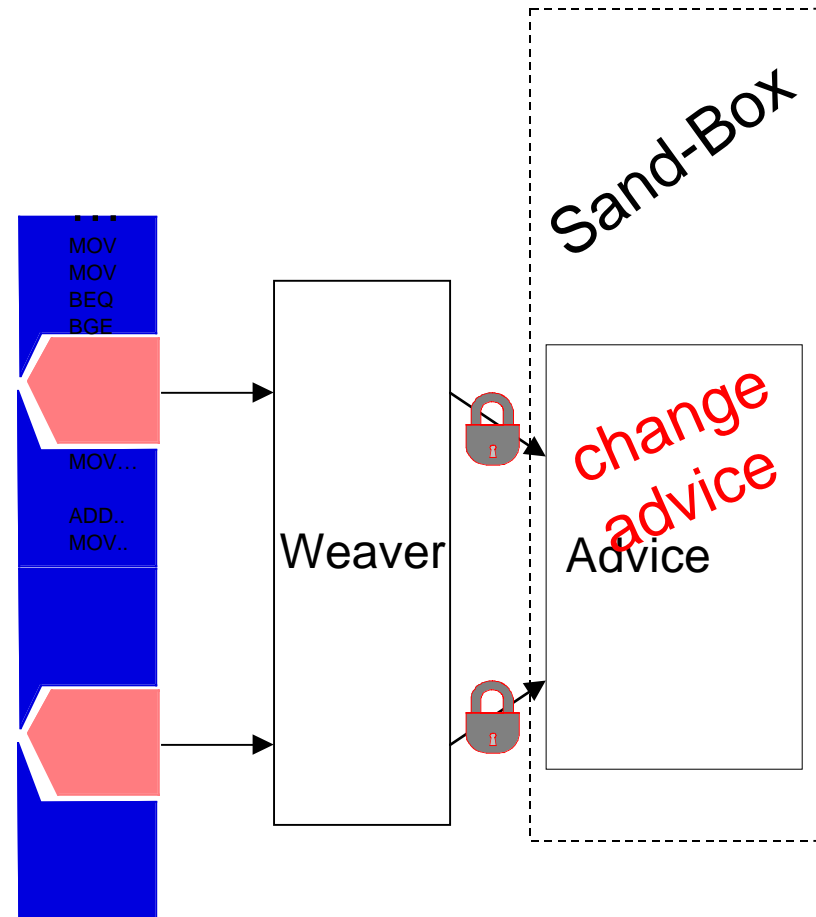 ...
MOV
MOV
BEQ
BGE
MOV...
ADD..
MOV..
Weaver
Sand-Box
change
advice
Advice